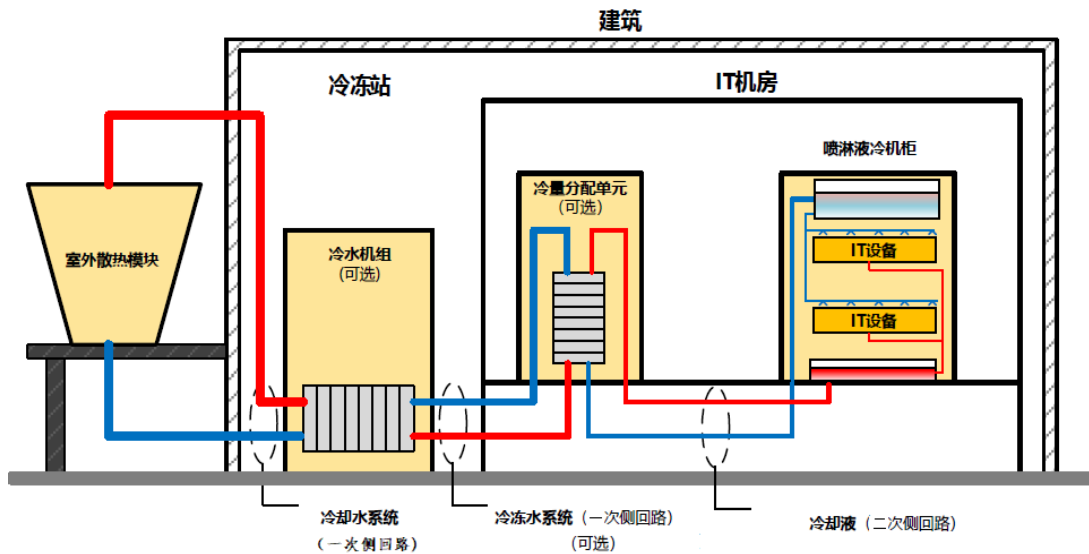 建筑
冷冻站
IT机房
喷淋液冷机柜
冷量分配单元
(可选)
室外散热模块
冷水机组
(可选)
IT设备
IT设备
冷却水系统
(一次侧回路)
冷冻水系统（一次侧回路）
(可选)
冷却液（二次侧回路）